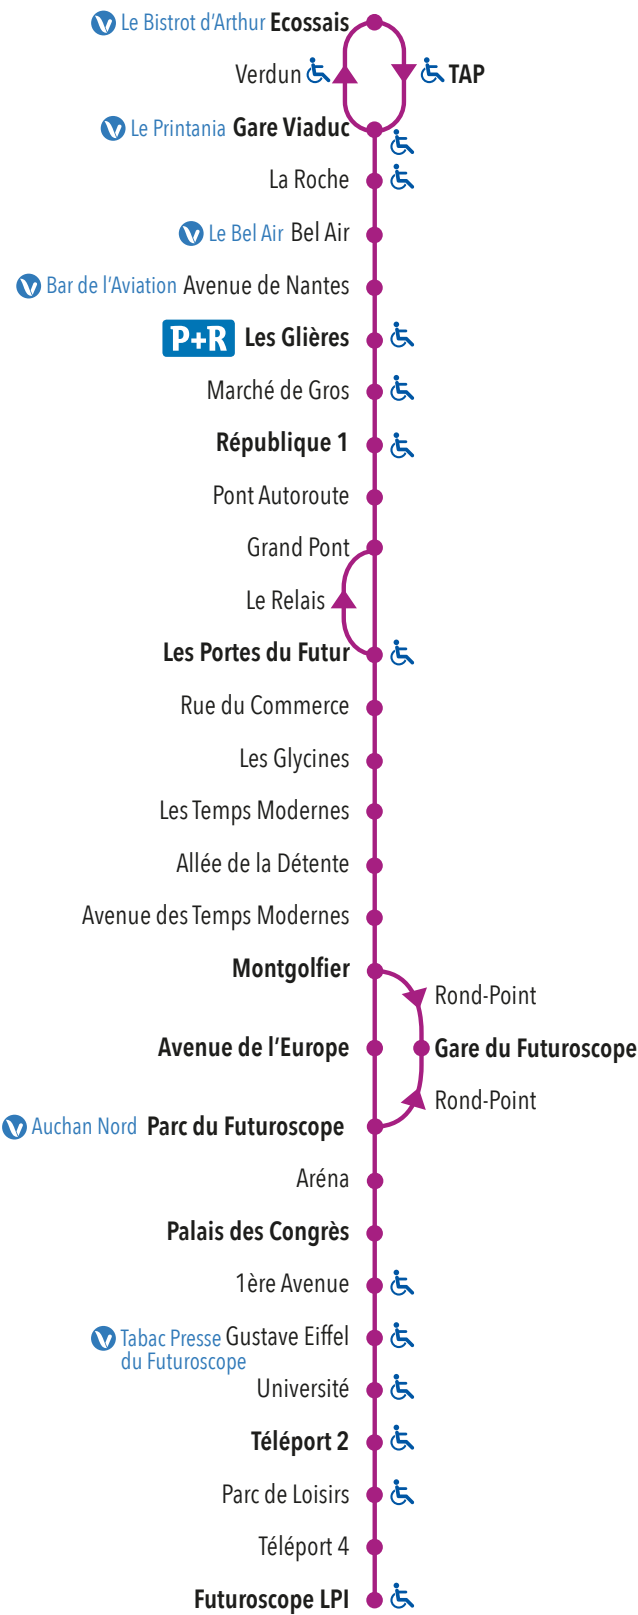 Le Bistrot d'Arthur Ecossais
Verdun TAP
Le Printania Gare Viaduc
La Roche
Le Bel Air Bel Air
Bar de l'Aviation Avenue de Nantes
P+R Les Glières
Marché de Gros
République 1
Pont Autoroute
Grand Pont
Le Relais
Les Portes du Futur
Rue du Commerce
Les Glycines
Les Temps Modernes
Allée de la Détente
Avenue des Temps Modernes
Montgolfier
Rond-Point
Avenue de l'Europe Gare du Futuroscope
Rond-Point
Auchan Nord Parc du Futuroscope
Aréna
Palais des Congrès
1ère Avenue
Tabac Presse Gustave Eiffel
du Futuroscope
Université
Téléport 2
Parc de Loisirs
Téléport 4
Futuroscope LPI